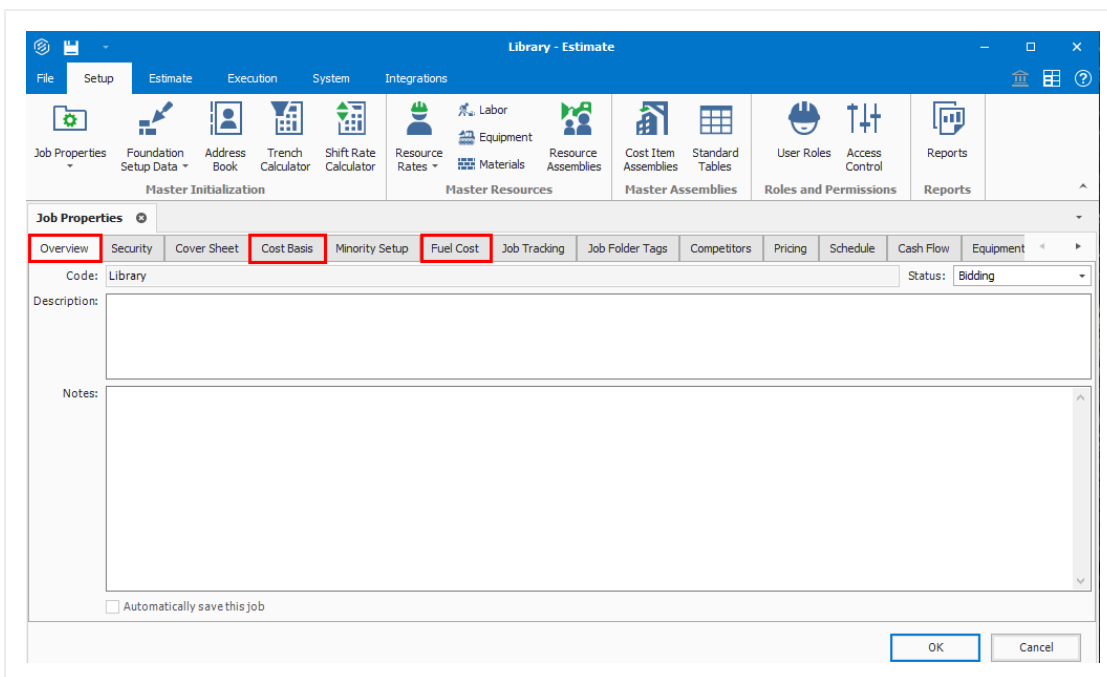 Library - Estimate
File Setup Estimate Execution System Integrations
Job Properties
Foundation
Setup Data
Address
Book
Trench
Calculator
Shift Rate
Calculator
Resource
Rates
Labor
Equipment
Materials
Resource
Assemblies
Cost Item
Assemblies
Standard
Tables
User Roles
Access
Control
Reports
Master Initialization Master Resources Master Assemblies Roles and Permissions Reports
Job Properties
Overview Security Cover Sheet Cost Basis Minority Setup Fuel Cost Job Tracking Job Folder Tags Competitors Pricing Schedule Cash Flow Equipment
Code: Library Status: Bidding
Description:
Notes:
Automatically save this job
OK Cancel